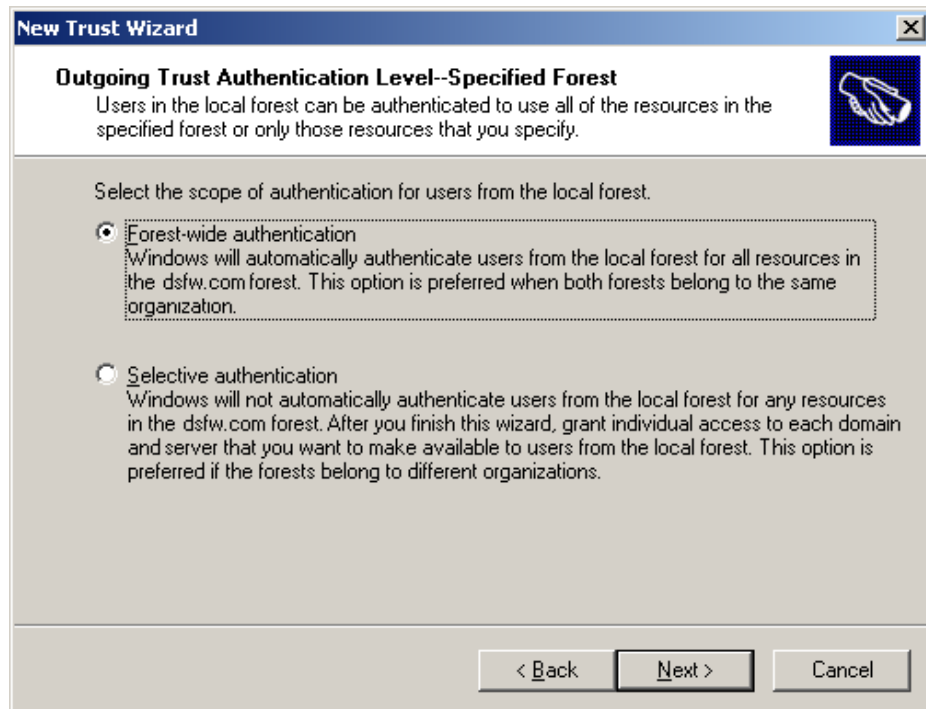 New Trust Wizard
Outgoing Trust Authentication Level--Specified Forest
Users in the local forest can be authenticated to use all of the resources in the
specified forest or only those resources that you specify.
Select the scope of authentication for users from the local forest.
Forest-wide authentication
Windows will automatically authenticate users from the local forest for all resources in
the dsfw.com forest. This option is preferred when both forests belong to the same
organization.
Selective authentication
Windows will not automatically authenticate users from the local forest for any resources
in the dsfw.com forest. After you finish this wizard, grant individual access to each domain
and server that you want to make available to users from the local forest. This option is
preferred if the forests belong to different organizations.
< Back
Next >
Cancel